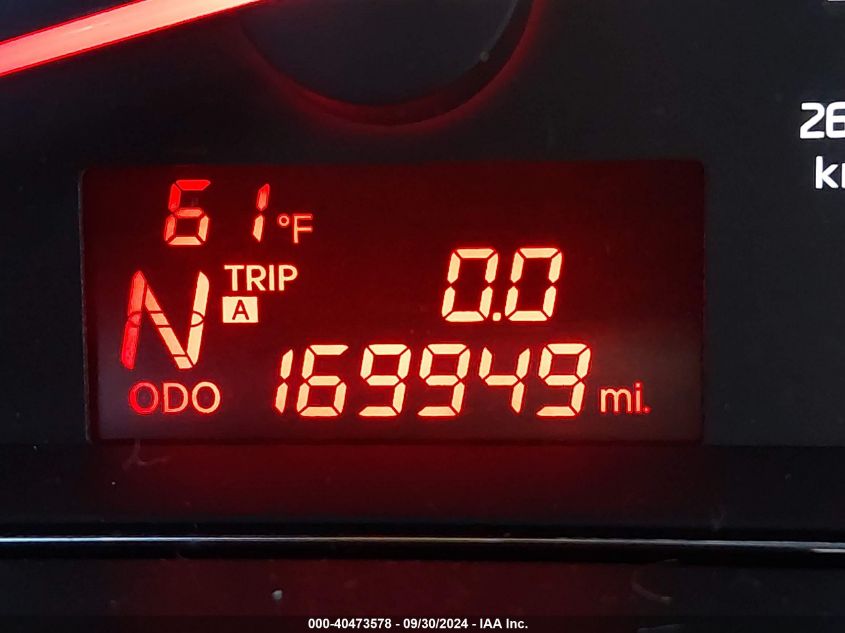 26
61 °F
TRIP
A
0.0
N
ODO 169949 mi.
000-40473578 - 09/30/2024 - IAA Inc.